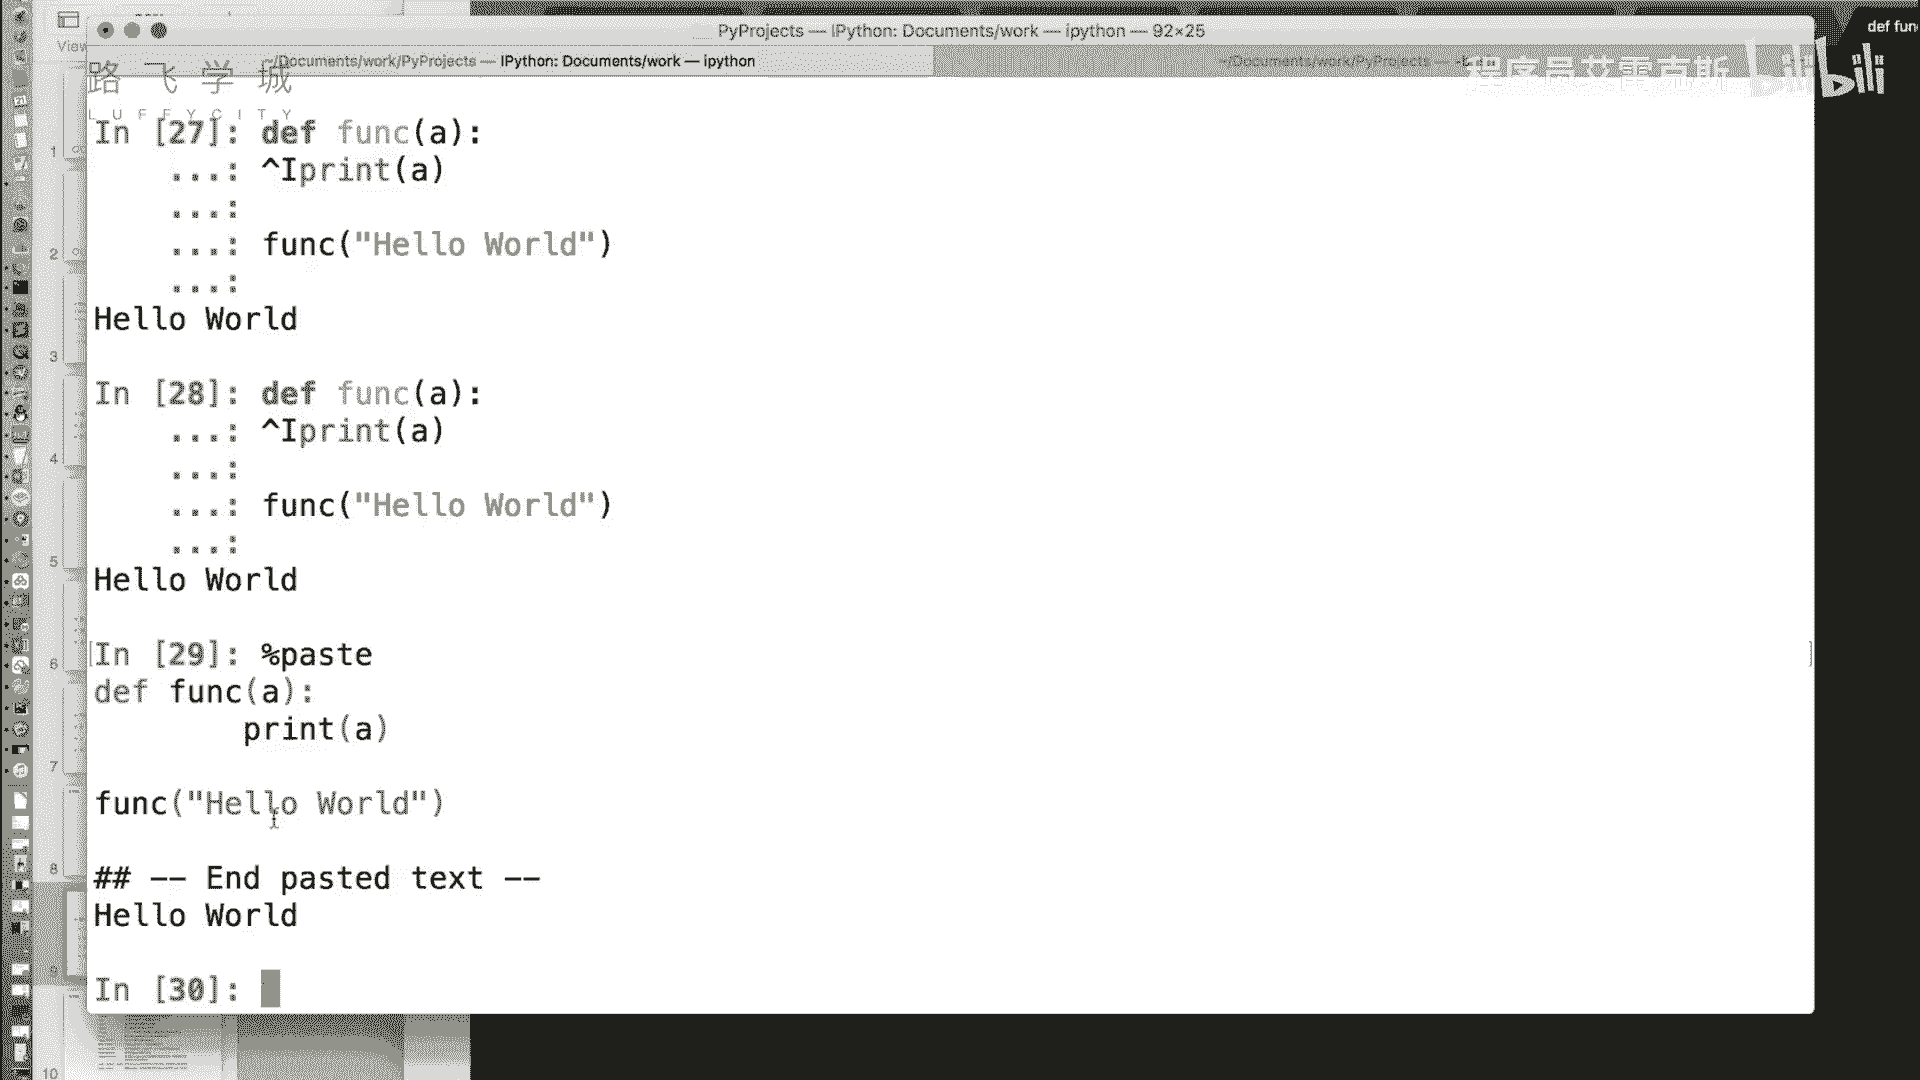 def fun
PyProjects — IPython: Documents/work — ipython — 92×25
View
~/Documents/work/PyProjects — IPython: Documents/work — ipython
~/Documents/work/PyProjects —
路飞学城
LUFFYCITY
程序员艾雷克斯
bilibili
In [27]: def func(a):
...: ^Iprint(a)
...:
...: func("Hello World")
...:
Hello World
In [28]: def func(a):
...: ^Iprint(a)
...:
...: func("Hello World")
...:
Hello World
In [29]: %paste
def func(a):
print(a)
func("Hello World")
## -- End pasted text --
Hello World
In [30]:
1
2
3
4
5
6
7
8
9
10